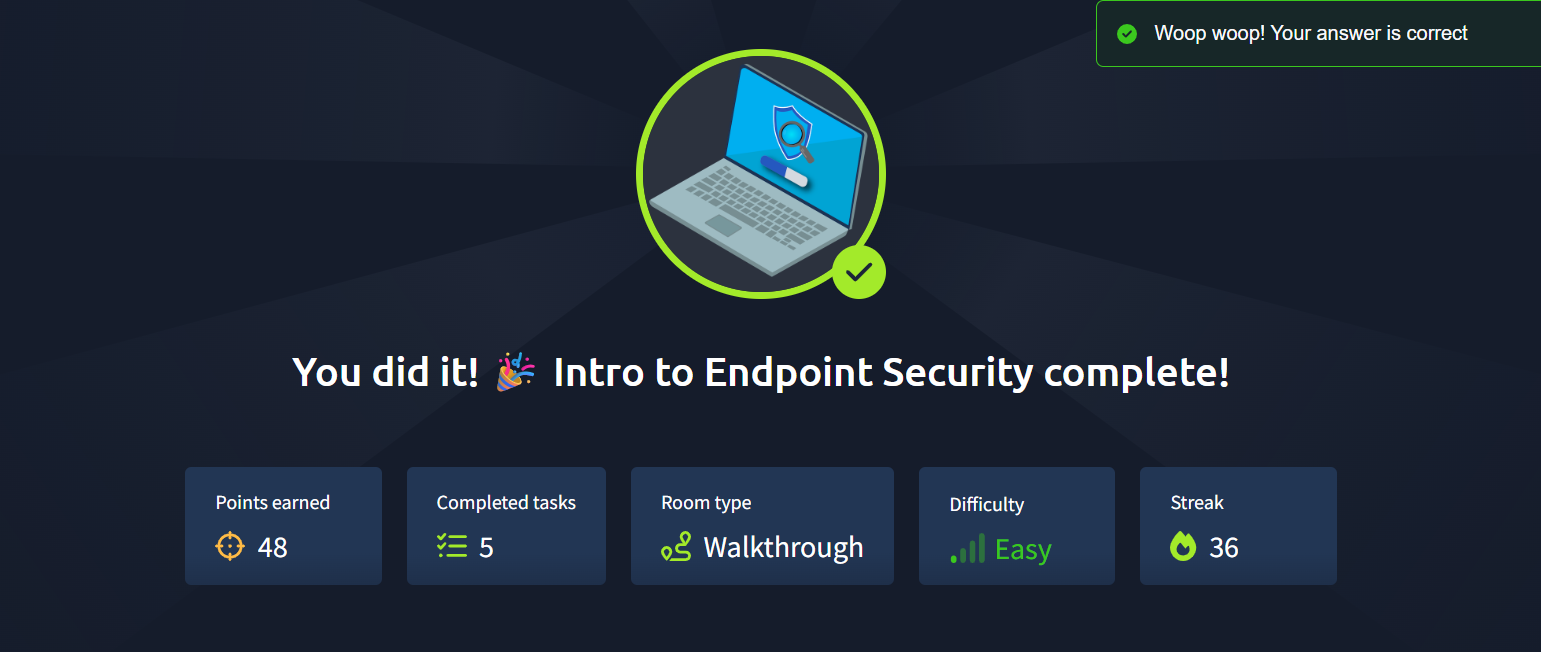 Woop woop! Your answer is correct
You did it! 🎉 Intro to Endpoint Security complete!
Points earned
48
Completed tasks
5
Room type
Walkthrough
Difficulty
Easy
Streak
36